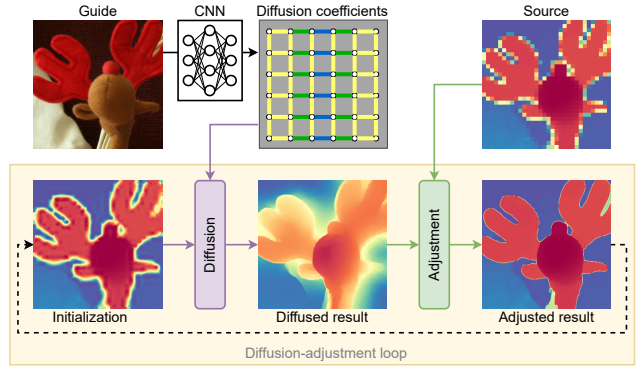 Guide
CNN
Diffusion coefficients
Source
Diffusion
Adjustment
Initialization
Diffused result
Adjusted result
Diffusion-adjustment loop